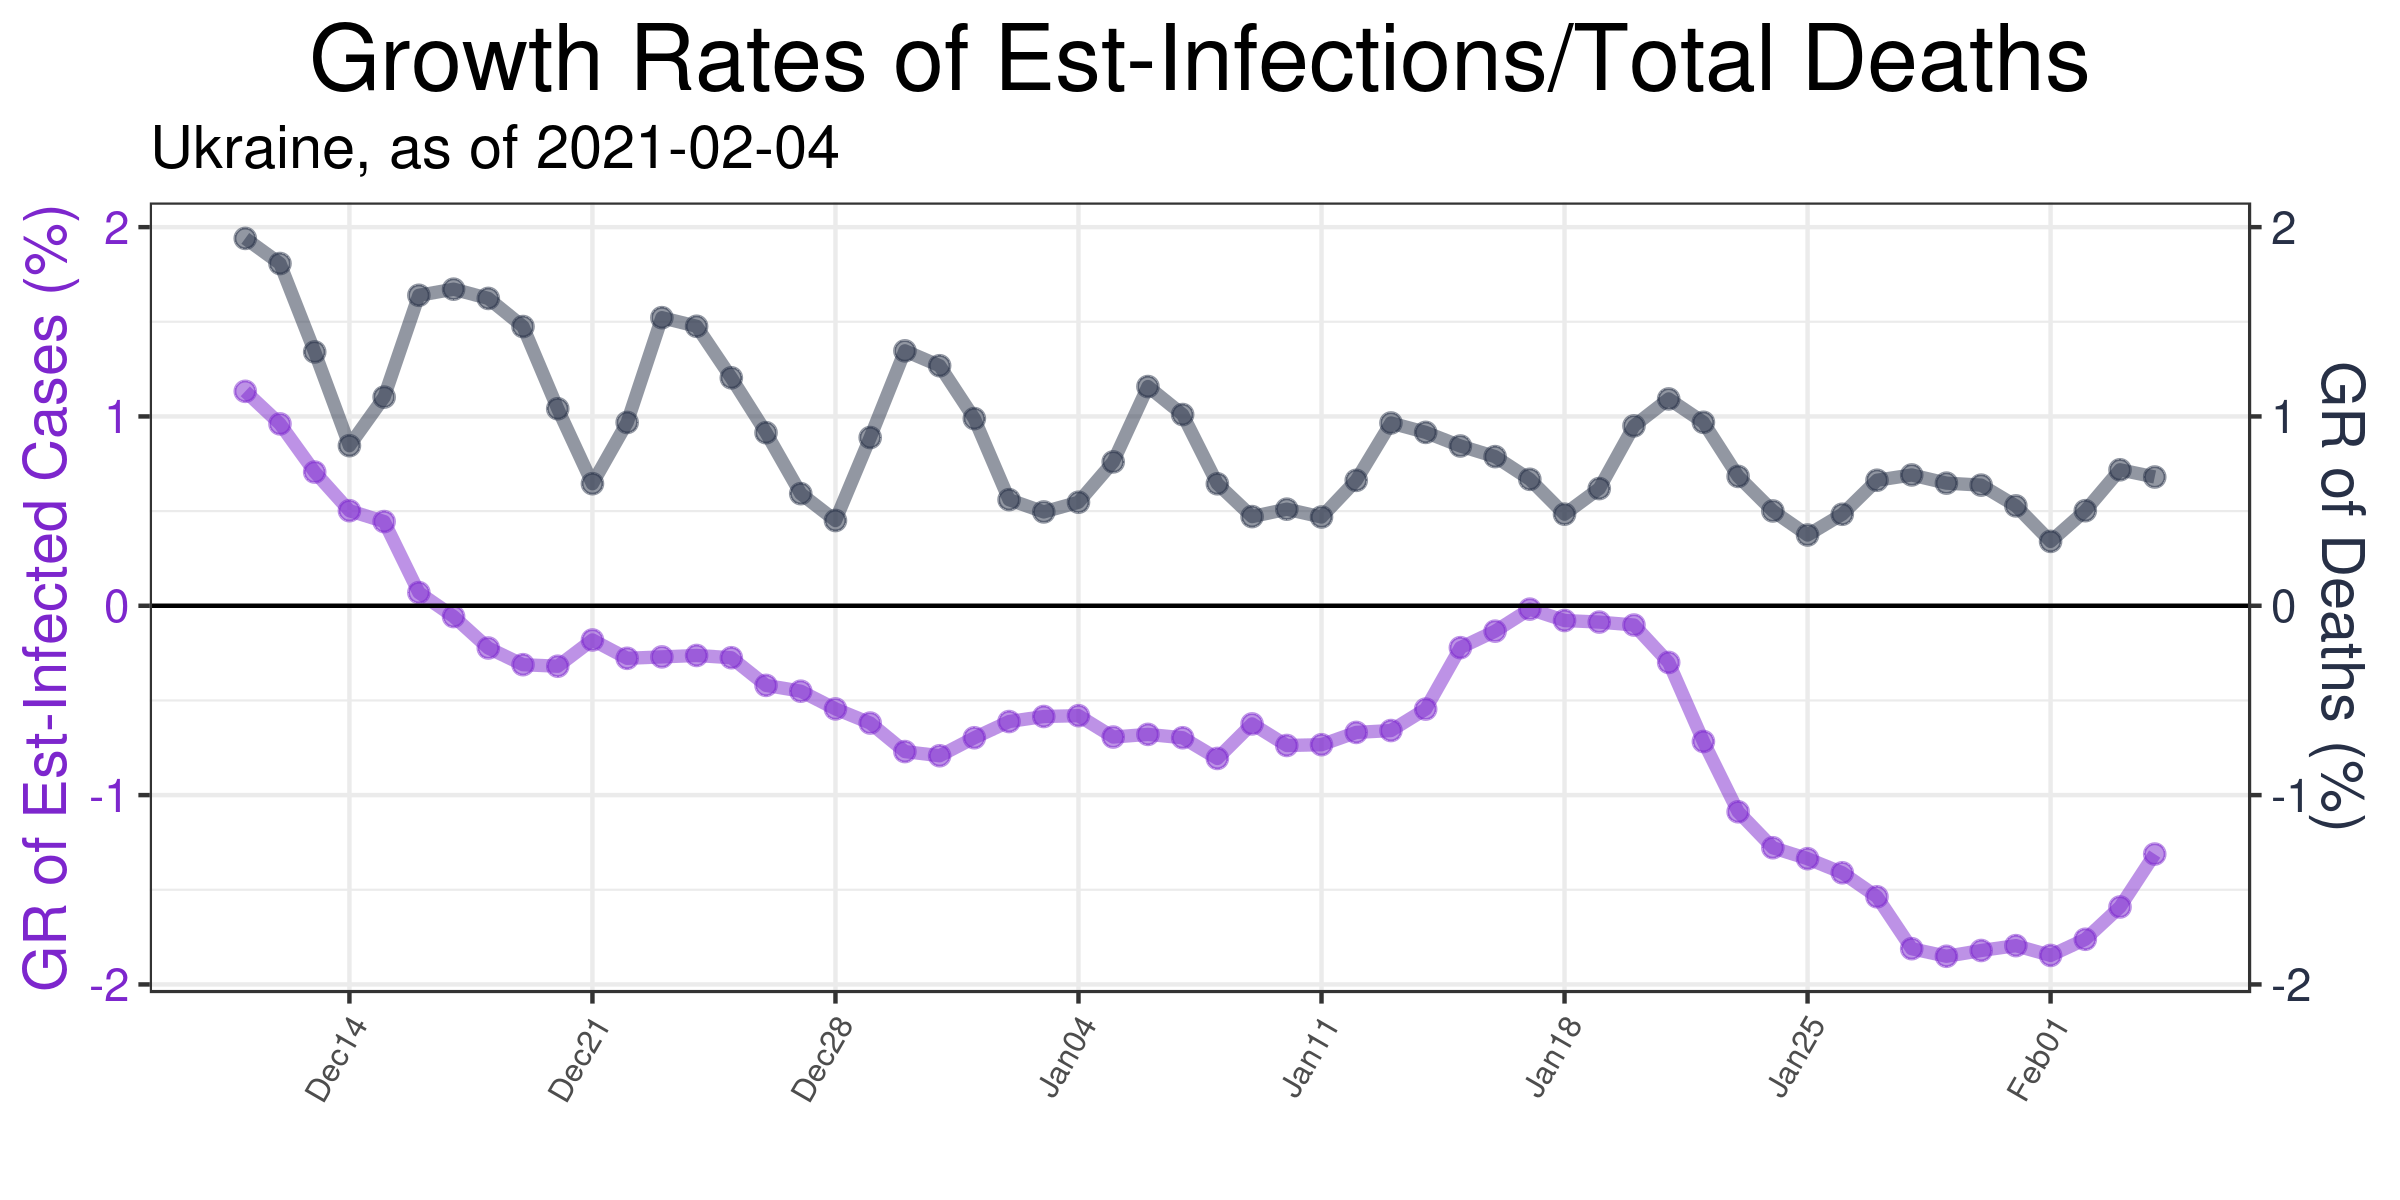 Growth Rates of Est-Infections/Total Deaths
Ukraine, as of 2021-02-04
GR of Est-Infected Cases (%)
2
1
0
-1
-2
2
1
0
-1
-2
GR of Deaths (%)
Dec14
Dec21
Dec28
Jan04
Jan11
Jan18
Jan25
Feb01